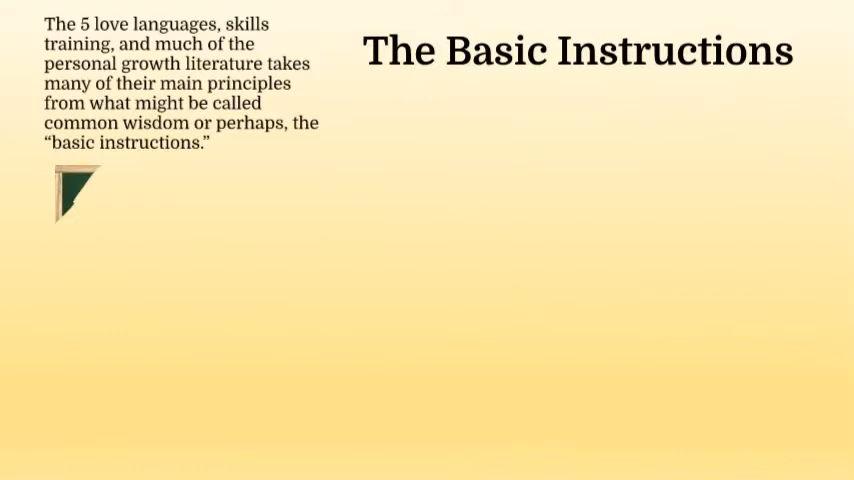 The 5 love languages, skills
training, and much of the
personal growth literature takes
many of their main principles
from what might be called
common wisdom or perhaps, the
“basic instructions.”
The Basic Instructions